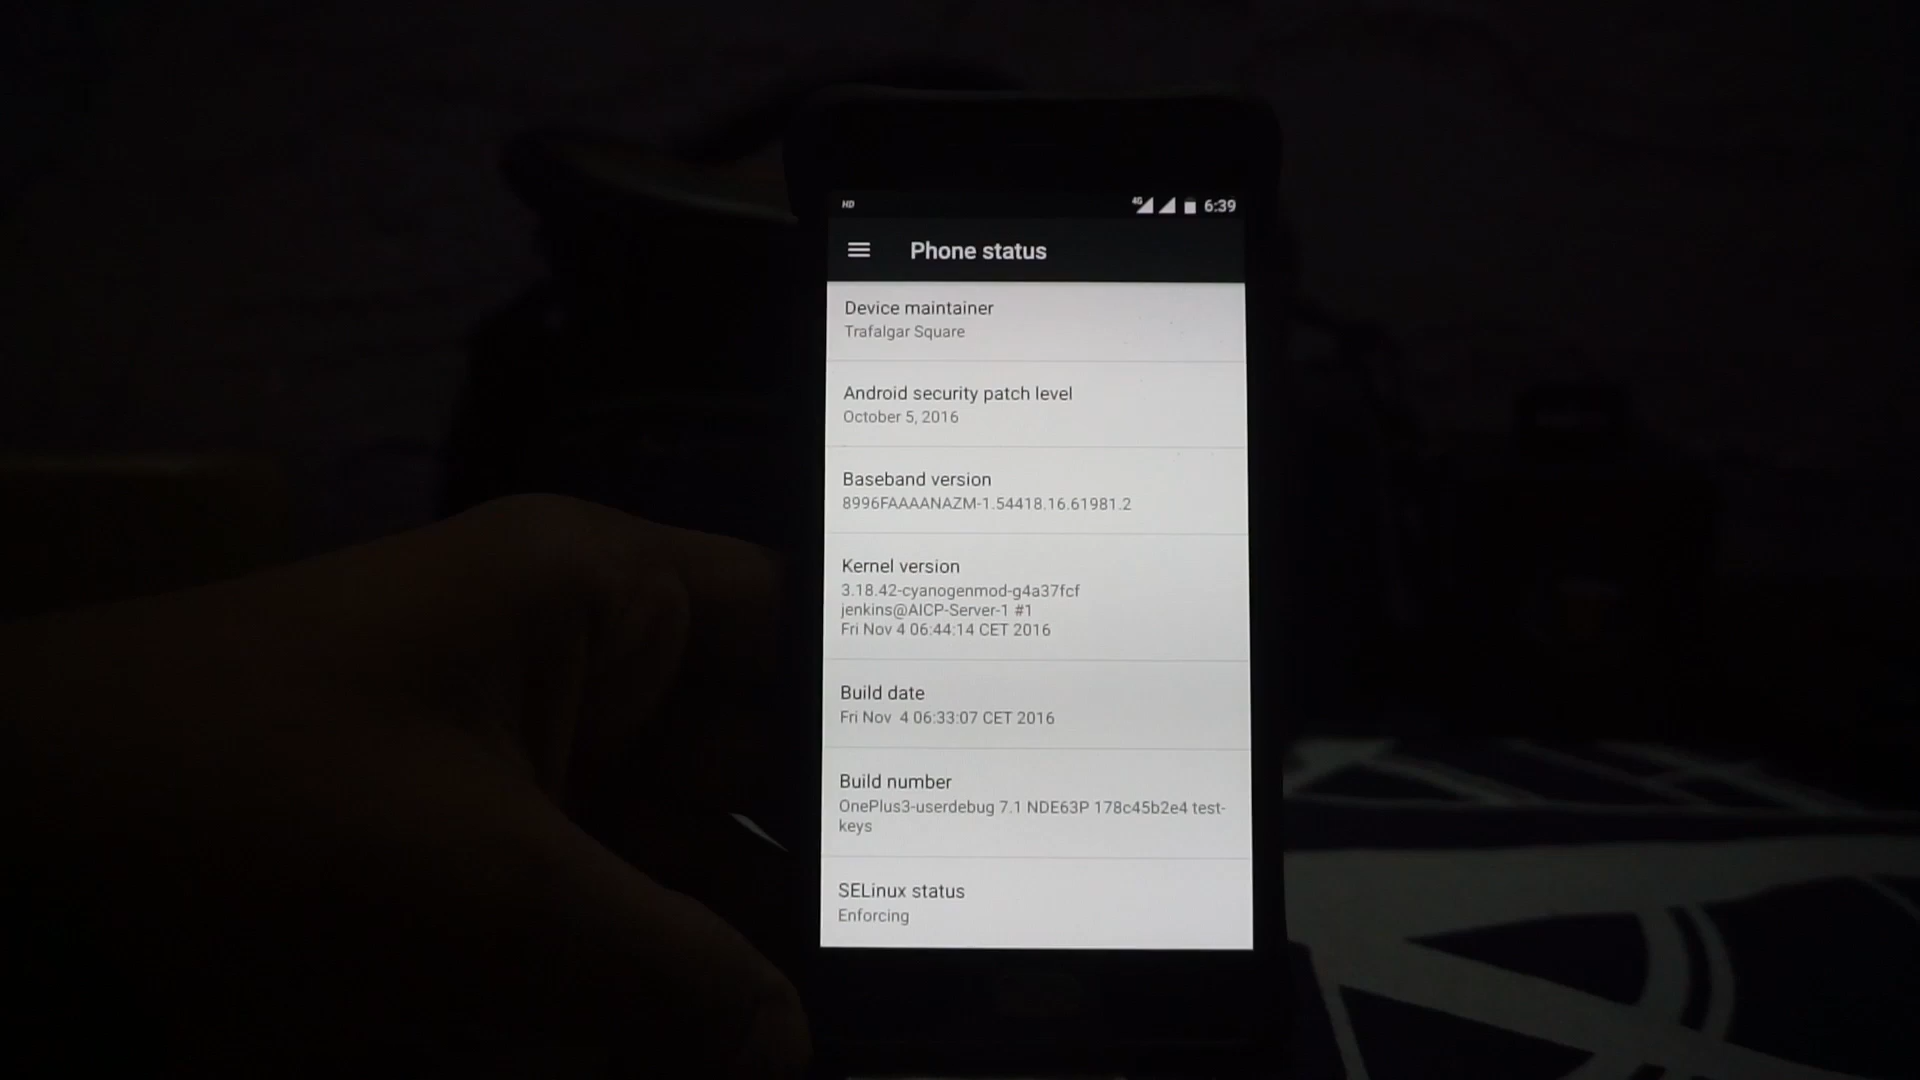 HD 4G 6:39
Phone status
Device maintainer
Trafalgar Square
Android security patch level
October 5, 2016
Baseband version
8996FAAAANAZM-1.54418.16.61981.2
Kernel version
3.18.42-cyanogenmod-g4a37fcf
jenkins@AICP-Server-1 #1
Fri Nov 4 06:44:14 CET 2016
Build date
Fri Nov  4 06:33:07 CET 2016
Build number
OnePlus3-userdebug 7.1 NDE63P 178c45b2e4 test-
keys
SELinux status
Enforcing